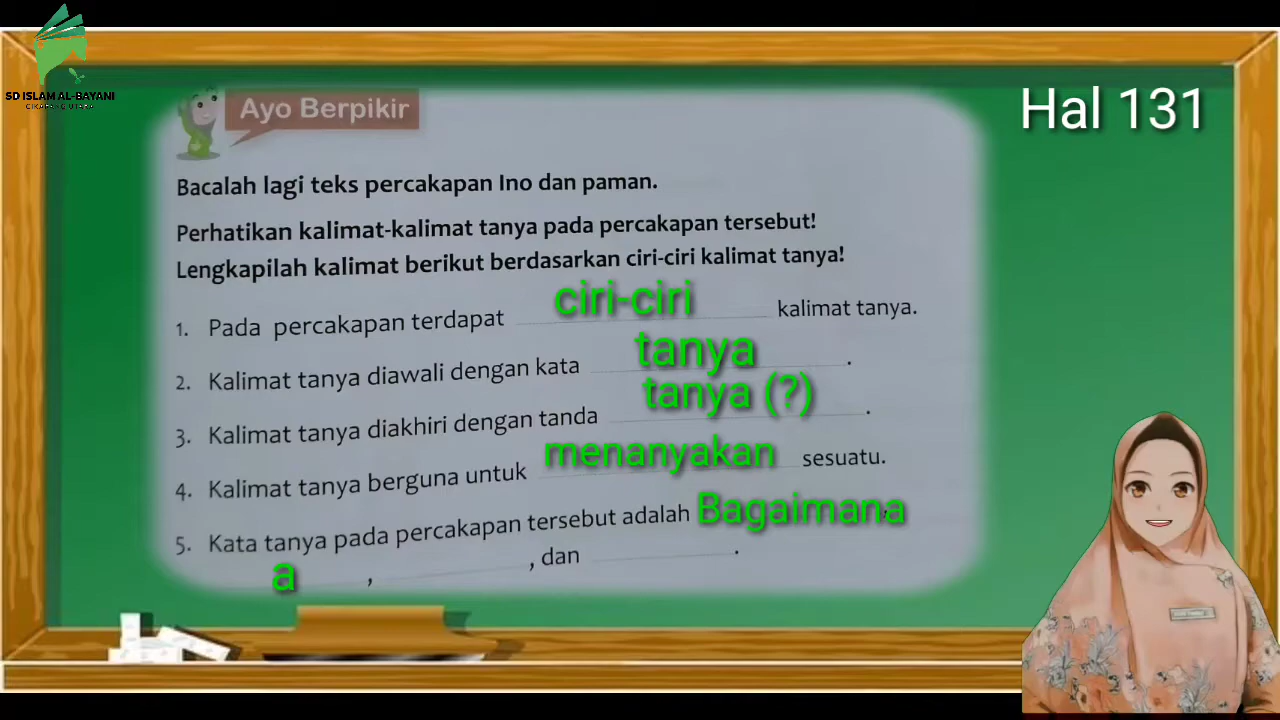 SD ISLAM AL-BAYANI
CIKARANG UTARA
Ayo Berpikir
Hal 131
Bacalah lagi teks percakapan Ino dan paman.
Perhatikan kalimat-kalimat tanya pada percakapan tersebut!
Lengkapilah kalimat berikut berdasarkan ciri-ciri kalimat tanya!
1. Pada percakapan terdapat ciri-ciri kalimat tanya.
2. Kalimat tanya diawali dengan kata tanya.
3. Kalimat tanya diakhiri dengan tanda tanya (?).
4. Kalimat tanya berguna untuk menanyakan sesuatu.
5. Kata tanya pada percakapan tersebut adalah Bagaimana,
a , , dan .